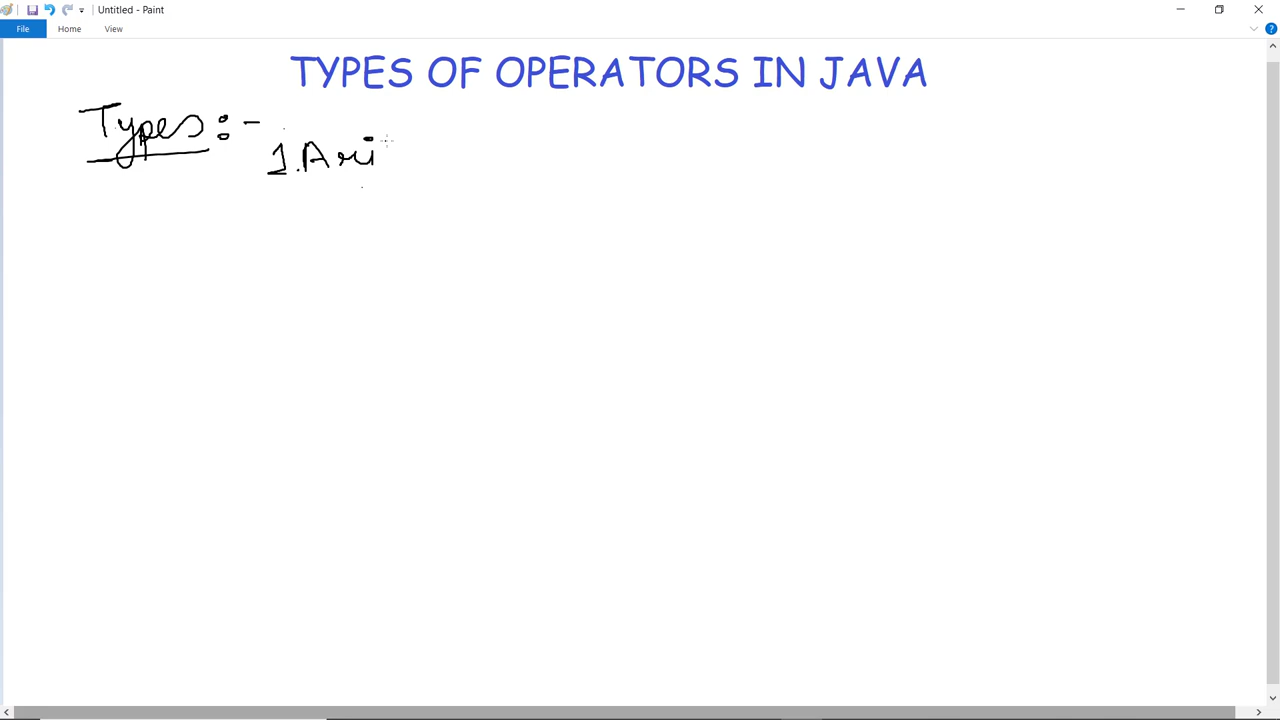 Untitled - Paint
File Home View
TYPES OF OPERATORS IN JAVA
Types :-
1. Ari